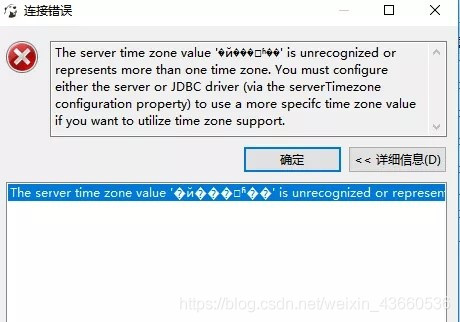 连接错误
The server time zone value '�й���□ʱ��' is unrecognized or
represents more than one time zone. You must configure
either the server or JDBC driver (via the serverTimezone
configuration property) to use a more specifc time zone value
if you want to utilize time zone support.
确定
<< 详细信息(D)
The server time zone value '�й���□ʱ��' is unrecognized or represent
https://blog.csdn.net/weixin_43660536